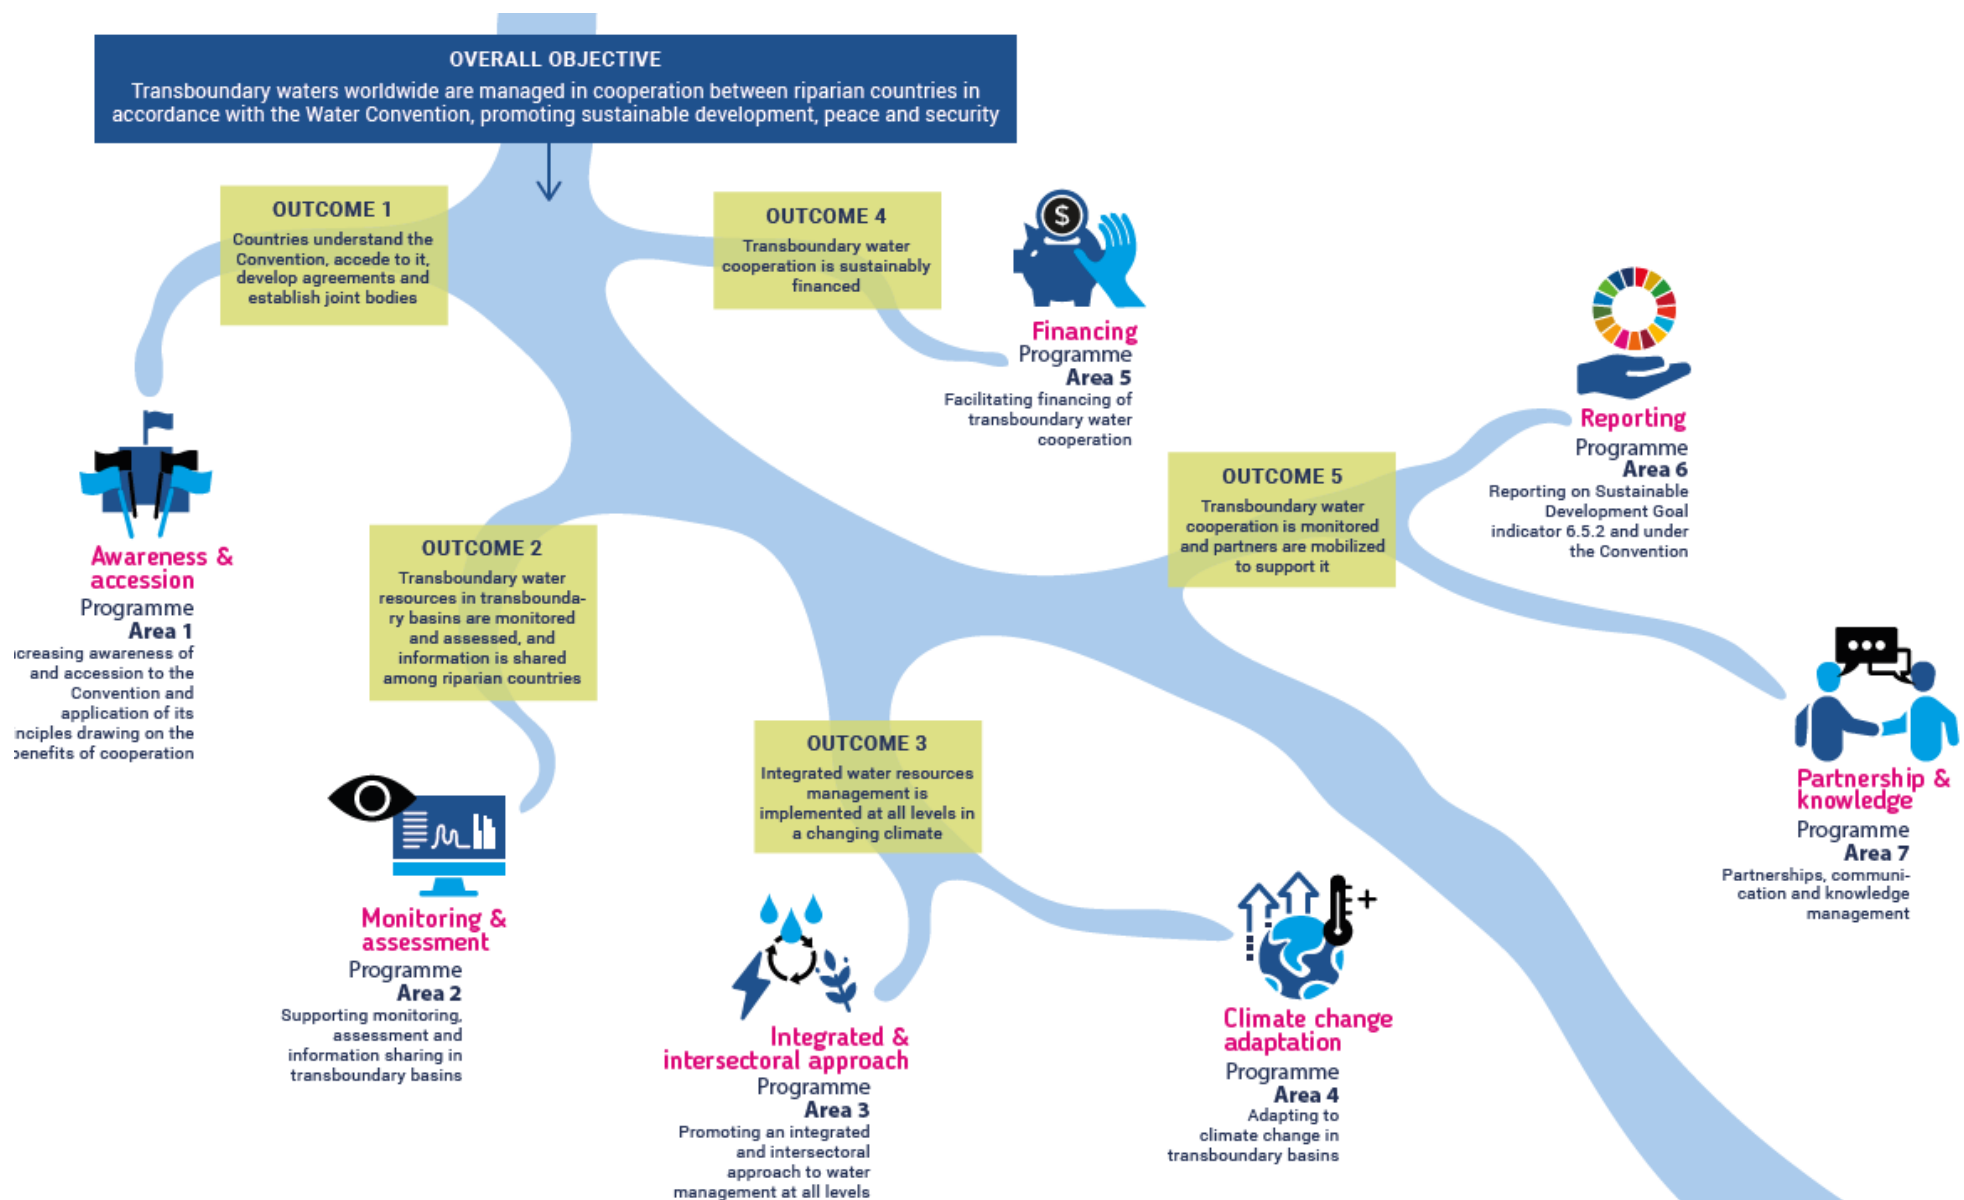 OVERALL OBJECTIVE
Transboundary waters worldwide are managed in cooperation between riparian countries in
accordance with the Water Convention, promoting sustainable development, peace and security
OUTCOME 1
Countries understand the
Convention, accede to it,
develop agreements and
establish joint bodies
OUTCOME 4
Transboundary water
cooperation is sustainably
financed
$
Financing
Programme
Area 5
Facilitating financing of
transboundary water
cooperation
Reporting
Programme
Area 6
Reporting on Sustainable
Development Goal
indicator 6.5.2 and under
the Convention
OUTCOME 5
Transboundary water
cooperation is monitored
and partners are mobilized
to support it
Awareness &
accession
Programme
Area 1
creasing awareness of
and accession to the
Convention and
application of its
nciples drawing on the
benefits of cooperation
OUTCOME 2
Transboundary water
resources in transbounda-
ry basins are monitored
and assessed, and
information is shared
among riparian countries
Monitoring &
assessment
Programme
Area 2
Supporting monitoring,
assessment and
information sharing in
transboundary basins
OUTCOME 3
Integrated water resources
management is
implemented at all levels in
a changing climate
Integrated &
intersectoral approach
Programme
Area 3
Promoting an integrated
and intersectoral
approach to water
management at all levels
Climate change
adaptation
Programme
Area 4
Adapting to
climate change in
transboundary basins
Partnership &
knowledge
Programme
Area 7
Partnerships, communi-
cation and knowledge
management